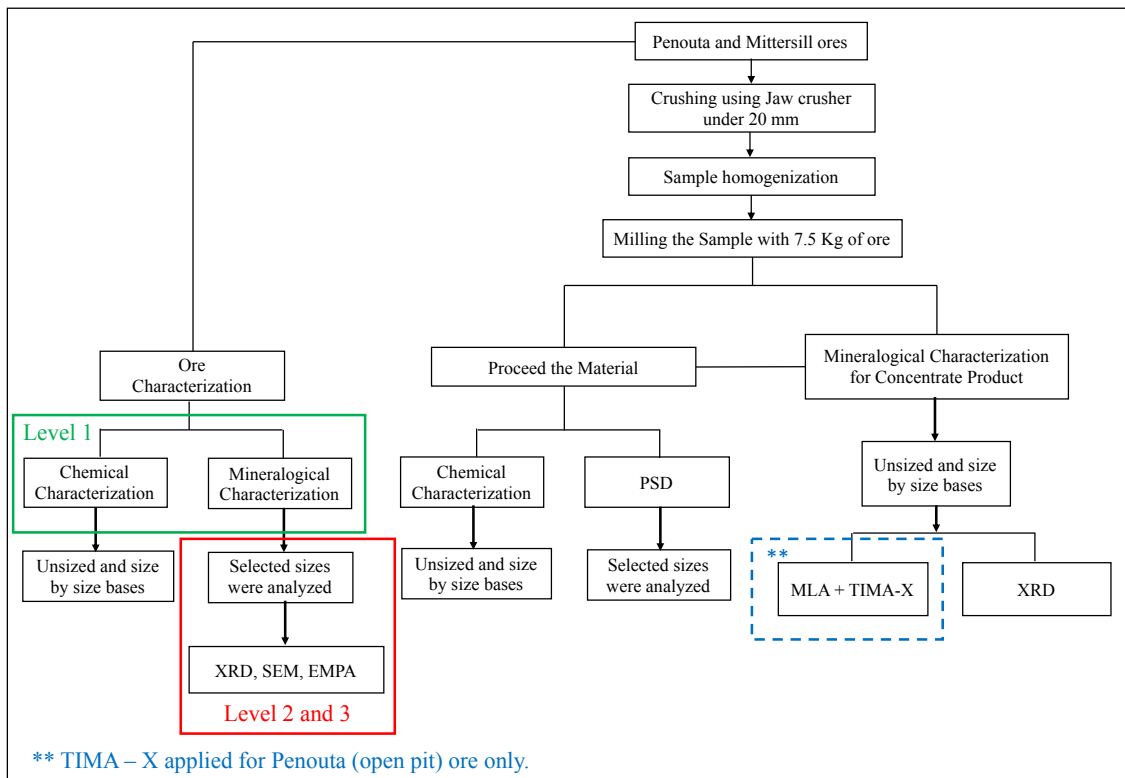 Penouta and Mittersill ores
Crushing using Jaw crusher
under 20 mm
Sample homogenization
Milling the Sample with 7.5 Kg of ore
Ore
Characterization
Proceed the Material
Mineralogical Characterization
for Concentrate Product
Level 1
Chemical
Characterization
Mineralogical
Characterization
Chemical
Characterization
PSD
Unsized and size
by size bases
Unsized and size
by size bases
Selected sizes
were analyzed
Unsized and size
by size bases
Selected sizes
were analyzed
**
MLA + TIMA-X
XRD
XRD, SEM, EMPA
Level 2 and 3
** TIMA – X applied for Penouta (open pit) ore only.